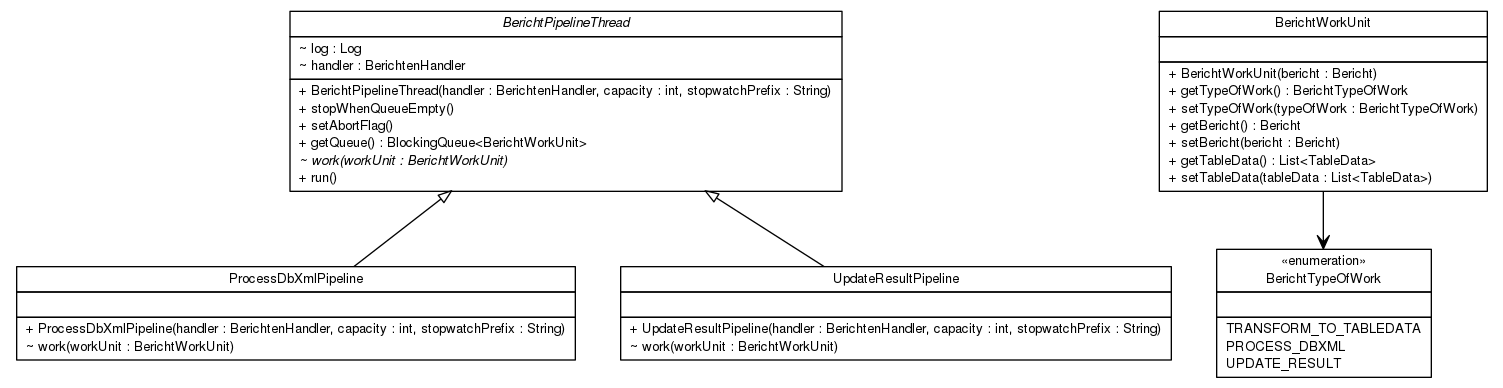 BerichtPipelineThread
~ log : Log
~ handler : BerichtenHandler
+ BerichtPipelineThread(handler : BerichtenHandler, capacity : int, stopwatchPrefix : String)
+ stopWhenQueueEmpty()
+ setAbortFlag()
+ getQueue() : BlockingQueue<BerichtWorkUnit>
~ work(workUnit : BerichtWorkUnit)
+ run()
BerichtWorkUnit
+ BerichtWorkUnit(bericht : Bericht)
+ getTypeOfWork() : BerichtTypeOfWork
+ setTypeOfWork(typeOfWork : BerichtTypeOfWork)
+ getBericht() : Bericht
+ setBericht(bericht : Bericht)
+ getTableData() : List<TableData>
+ setTableData(tableData : List<TableData>)
ProcessDbXmlPipeline
+ ProcessDbXmlPipeline(handler : BerichtenHandler, capacity : int, stopwatchPrefix : String)
~ work(workUnit : BerichtWorkUnit)
UpdateResultPipeline
+ UpdateResultPipeline(handler : BerichtenHandler, capacity : int, stopwatchPrefix : String)
~ work(workUnit : BerichtWorkUnit)
«enumeration»
BerichtTypeOfWork
TRANSFORM_TO_TABLEDATA
PROCESS_DBXML
UPDATE_RESULT